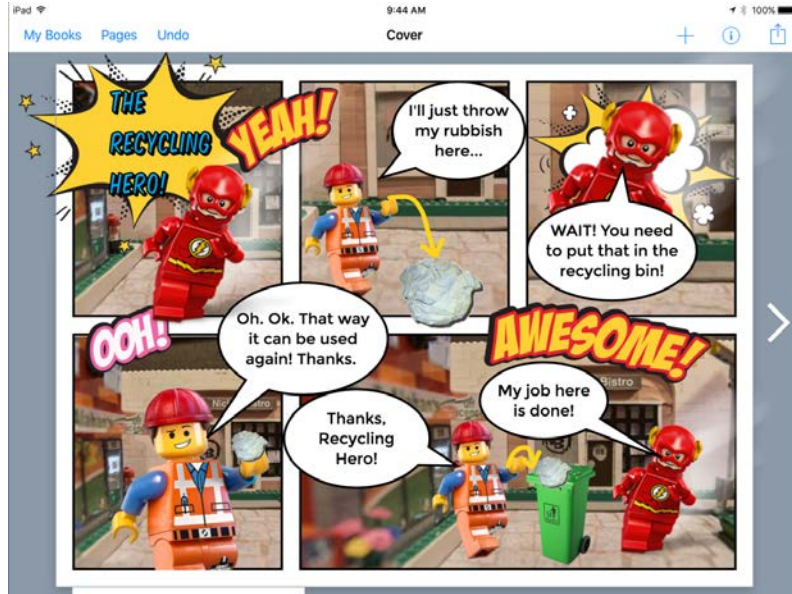 iPad
9:44 AM
100%
My Books
Pages
Undo
Cover
THE
RECYCLING
HERO!
YEAH!
I'll just throw
my rubbish
here...
WAIT! You need
to put that in the
recycling bin!
OOH!
Oh. Ok. That way
it can be used
again! Thanks.
Thanks,
Recycling
Hero!
AWESOME!
My job here
is done!
Bistro